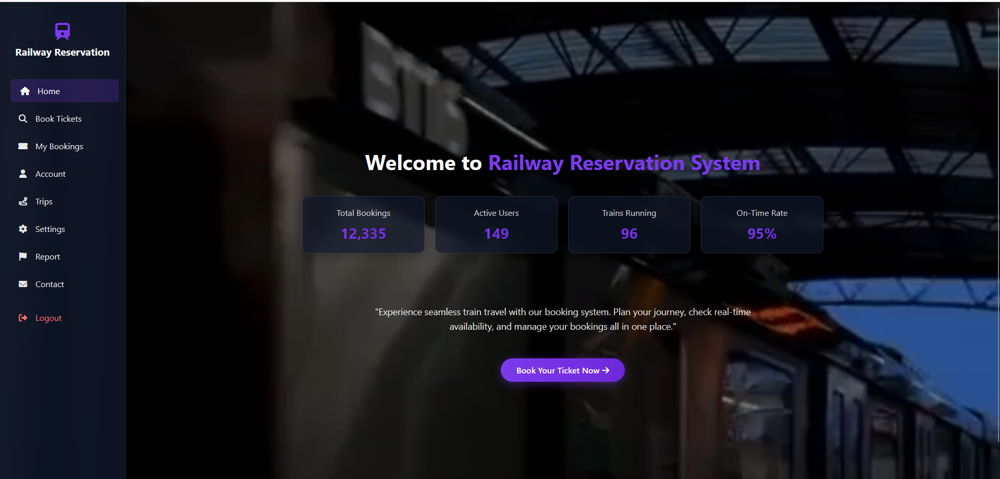 Railway Reservation
Home
Book Tickets
My Bookings
Account
Trips
Settings
Report
Contact
Logout
Welcome to Railway Reservation System
Total Bookings
12,335
Active Users
149
Trains Running
96
On-Time Rate
95%
"Experience seamless train travel with our booking system. Plan your journey, check real-time
availability, and manage your bookings all in one place."
Book Your Ticket Now